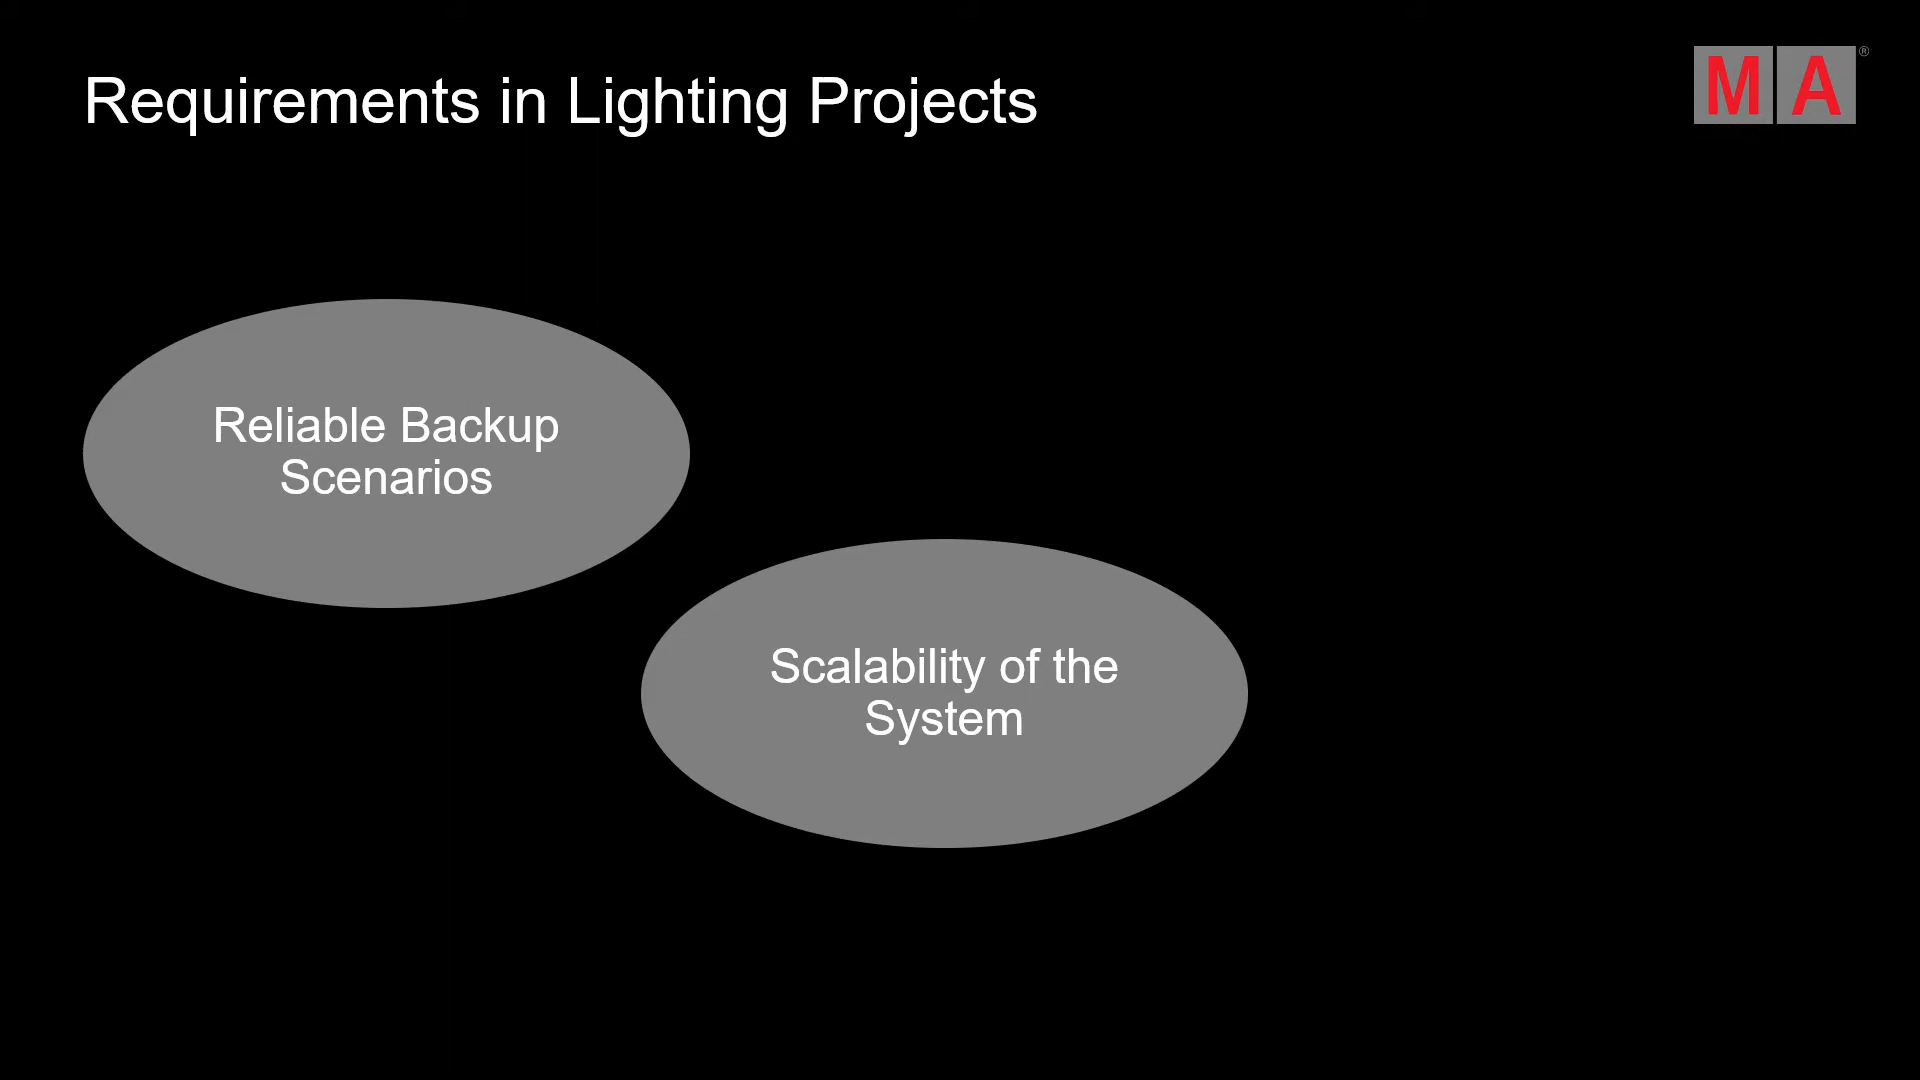 Requirements in Lighting Projects
MA®
Reliable Backup
Scenarios
Scalability of the
System